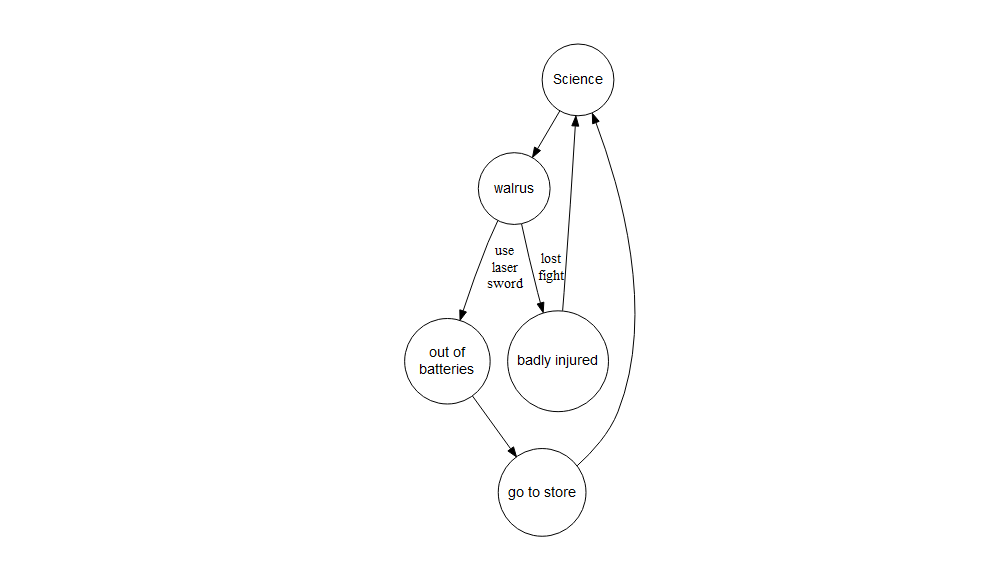 Science
walrus
use
laser
sword
lost
fight
out of
batteries
badly injured
go to store